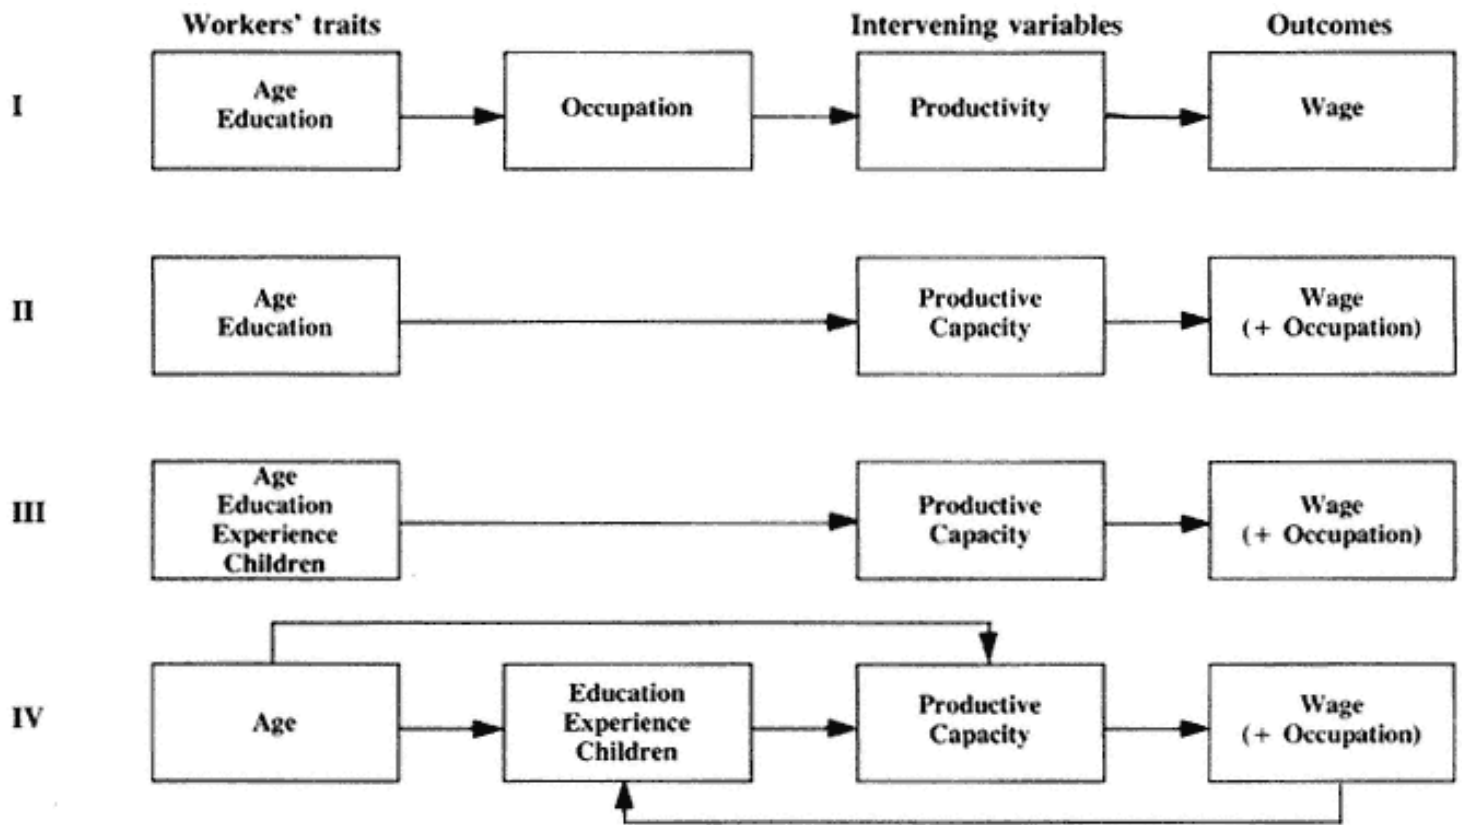 Workers' traits
Intervening variables
Outcomes
I
Age
Education
Occupation
Productivity
Wage
II
Age
Education
Productive
Capacity
Wage
(+ Occupation)
III
Age
Education
Experience
Children
Productive
Capacity
Wage
(+ Occupation)
IV
Age
Education
Experience
Children
Productive
Capacity
Wage
(+ Occupation)